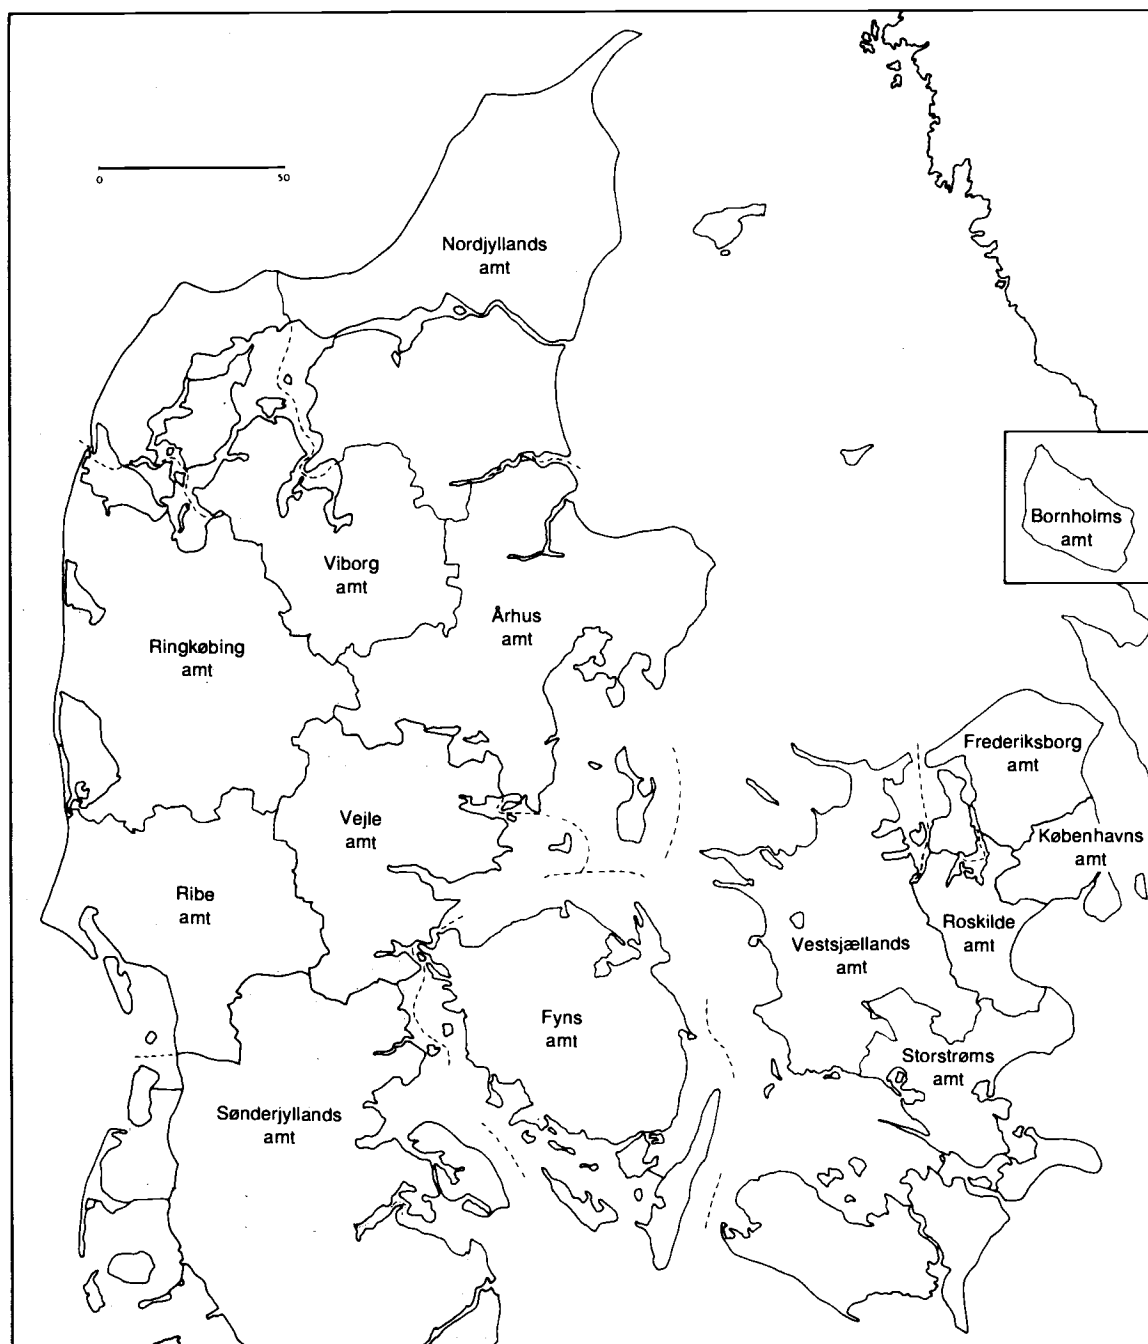 0 50
Nordjyllands
amt
Bornholms
amt
Viborg
amt
Århus
amt
Ringkøbing
amt
Frederiksborg
amt
Vejle
amt
Københavns
amt
Ribe
amt
Roskilde
amt
Vestsjællands
amt
Fyns
amt
Storstrøms
amt
Sønderjyllands
amt